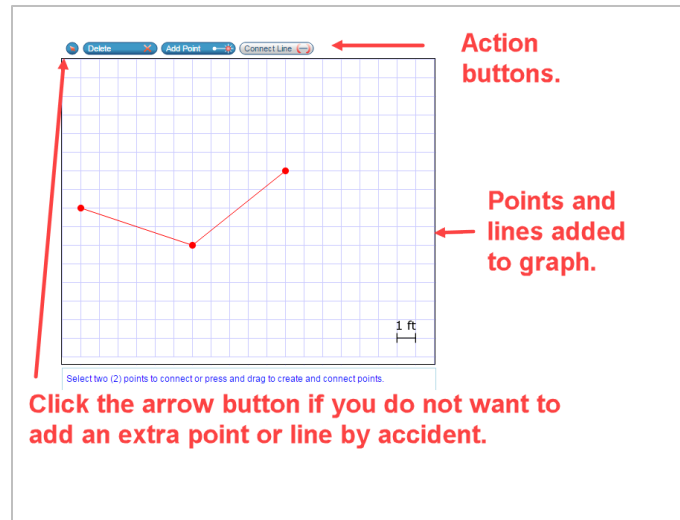 Delete Add Point Connect Line
Action
buttons.
Points and
lines added
to graph.
1 ft
Select two (2) points to connect or press and drag to create and connect points.
Click the arrow button if you do not want to
add an extra point or line by accident.